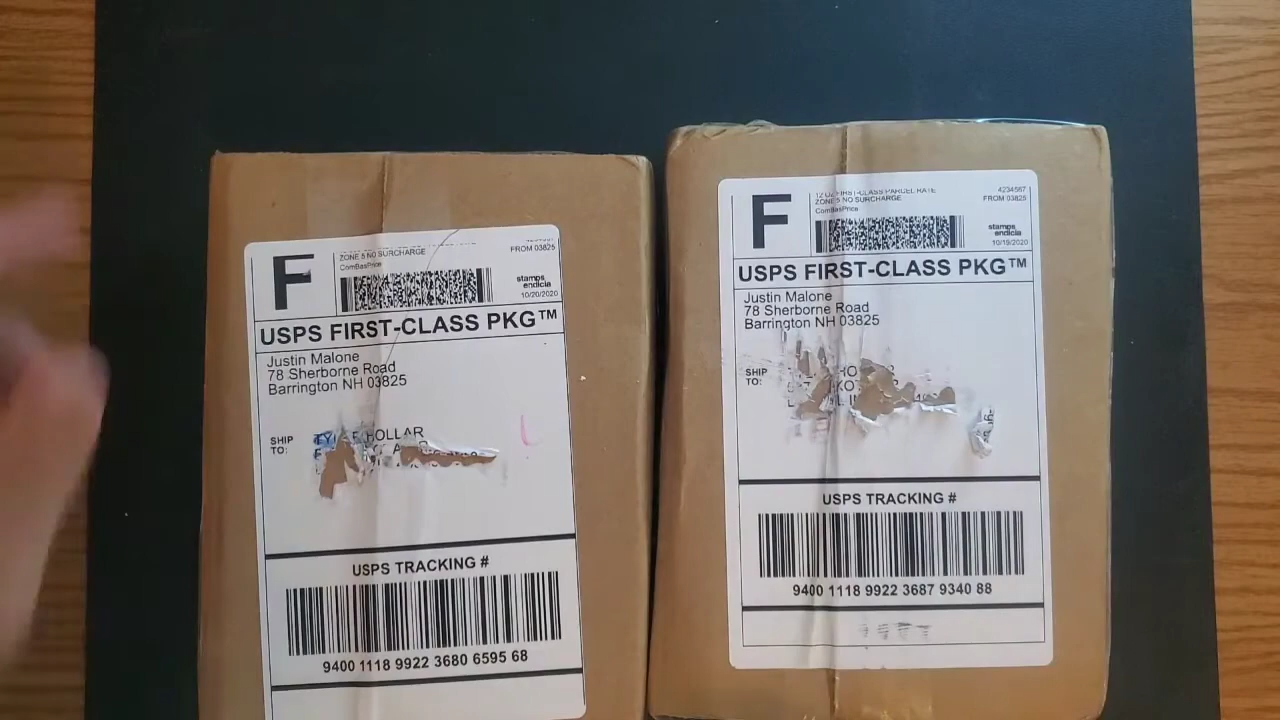 F
ZONE 5 NO SURCHARGE
ComBasPrice
FROM 03825
stamps
endicia
10/20/2020
USPS FIRST-CLASS PKG™
Justin Malone
78 Sherborne Road
Barrington NH 03825
SHIP
TO:
HOLLAR
USPS TRACKING #
9400 1118 9922 3680 6595 68
F
12 OZ FIRST-CLASS PARCEL RATE
ZONE 5 NO SURCHARGE
ComBasPrice
4234567
FROM 03825
stamps
endicia
10/19/2020
USPS FIRST-CLASS PKG™
Justin Malone
78 Sherborne Road
Barrington NH 03825
SHIP
TO:
USPS TRACKING #
9400 1118 9922 3687 9340 88